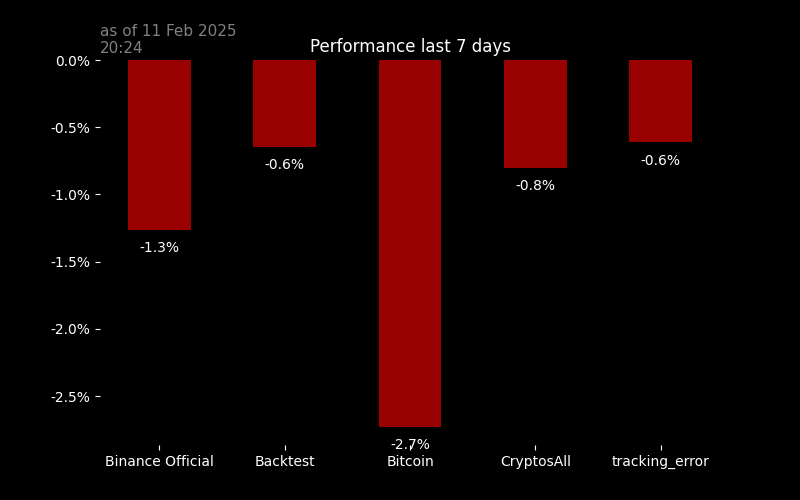 as of 11 Feb 2025
20:24
Performance last 7 days
0.0%
-0.5%
-1.0%
-1.5%
-2.0%
-2.5%
-1.3%
-0.6%
-2.7%
-0.8%
-0.6%
Binance Official
Backtest
Bitcoin
CryptosAll
tracking_error